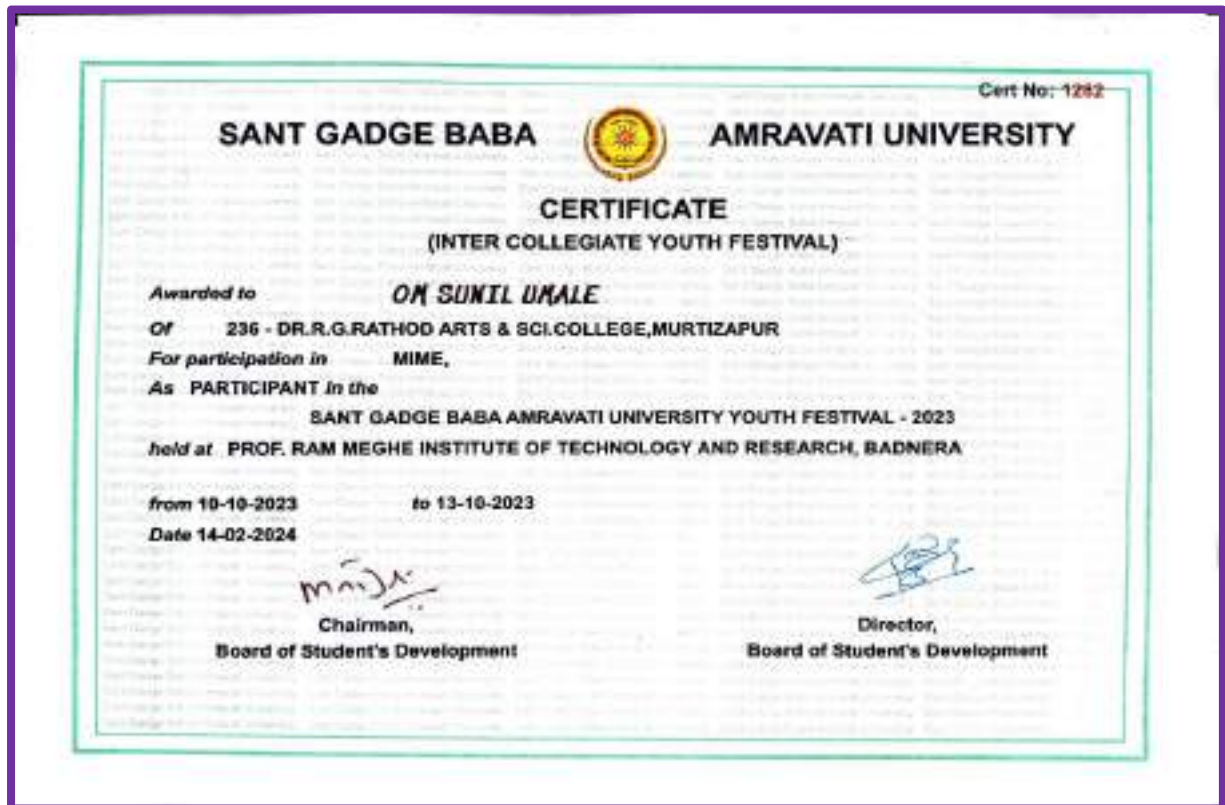 Cert No: 1282
SANT GADGE BABA AMRAVATI UNIVERSITY
CERTIFICATE
(INTER COLLEGIATE YOUTH FESTIVAL)
Awarded to OM SUNIL UMALE
Of 236 - DR.R.G.RATHOD ARTS & SCI.COLLEGE,MURTIZAPUR
For participation in MIME,
As PARTICIPANT in the
SANT GADGE BABA AMRAVATI UNIVERSITY YOUTH FESTIVAL - 2023
held at PROF. RAM MEGHE INSTITUTE OF TECHNOLOGY AND RESEARCH, BADNERA
from 10-10-2023 to 13-10-2023
Date 14-02-2024
Chairman, Director,
Board of Student's Development Board of Student's Development